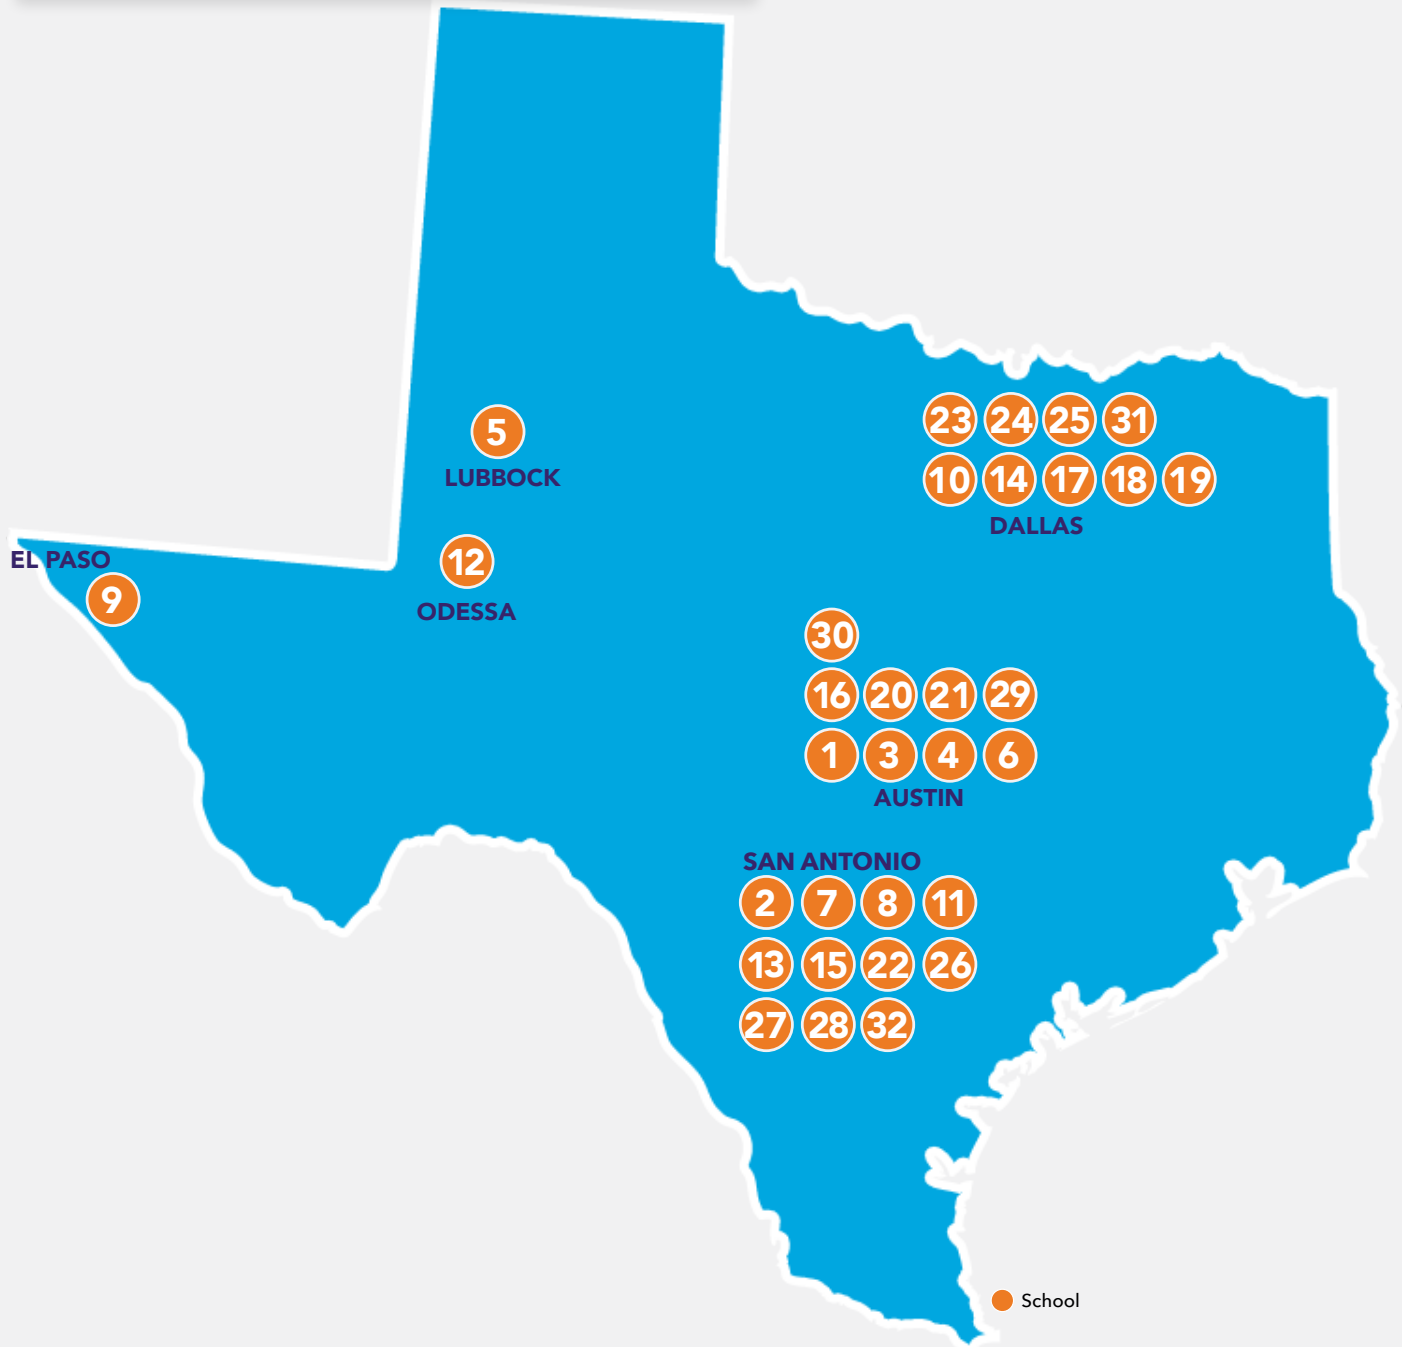 23 24 25 31
5
10 14 17 18 19
LUBBOCK
DALLAS
EL PASO
12
9
ODESSA
30
16 20 21 29
1 3 4 6
AUSTIN
SAN ANTONIO
2 7 8 11
13 15 22 26
27 28 32
School